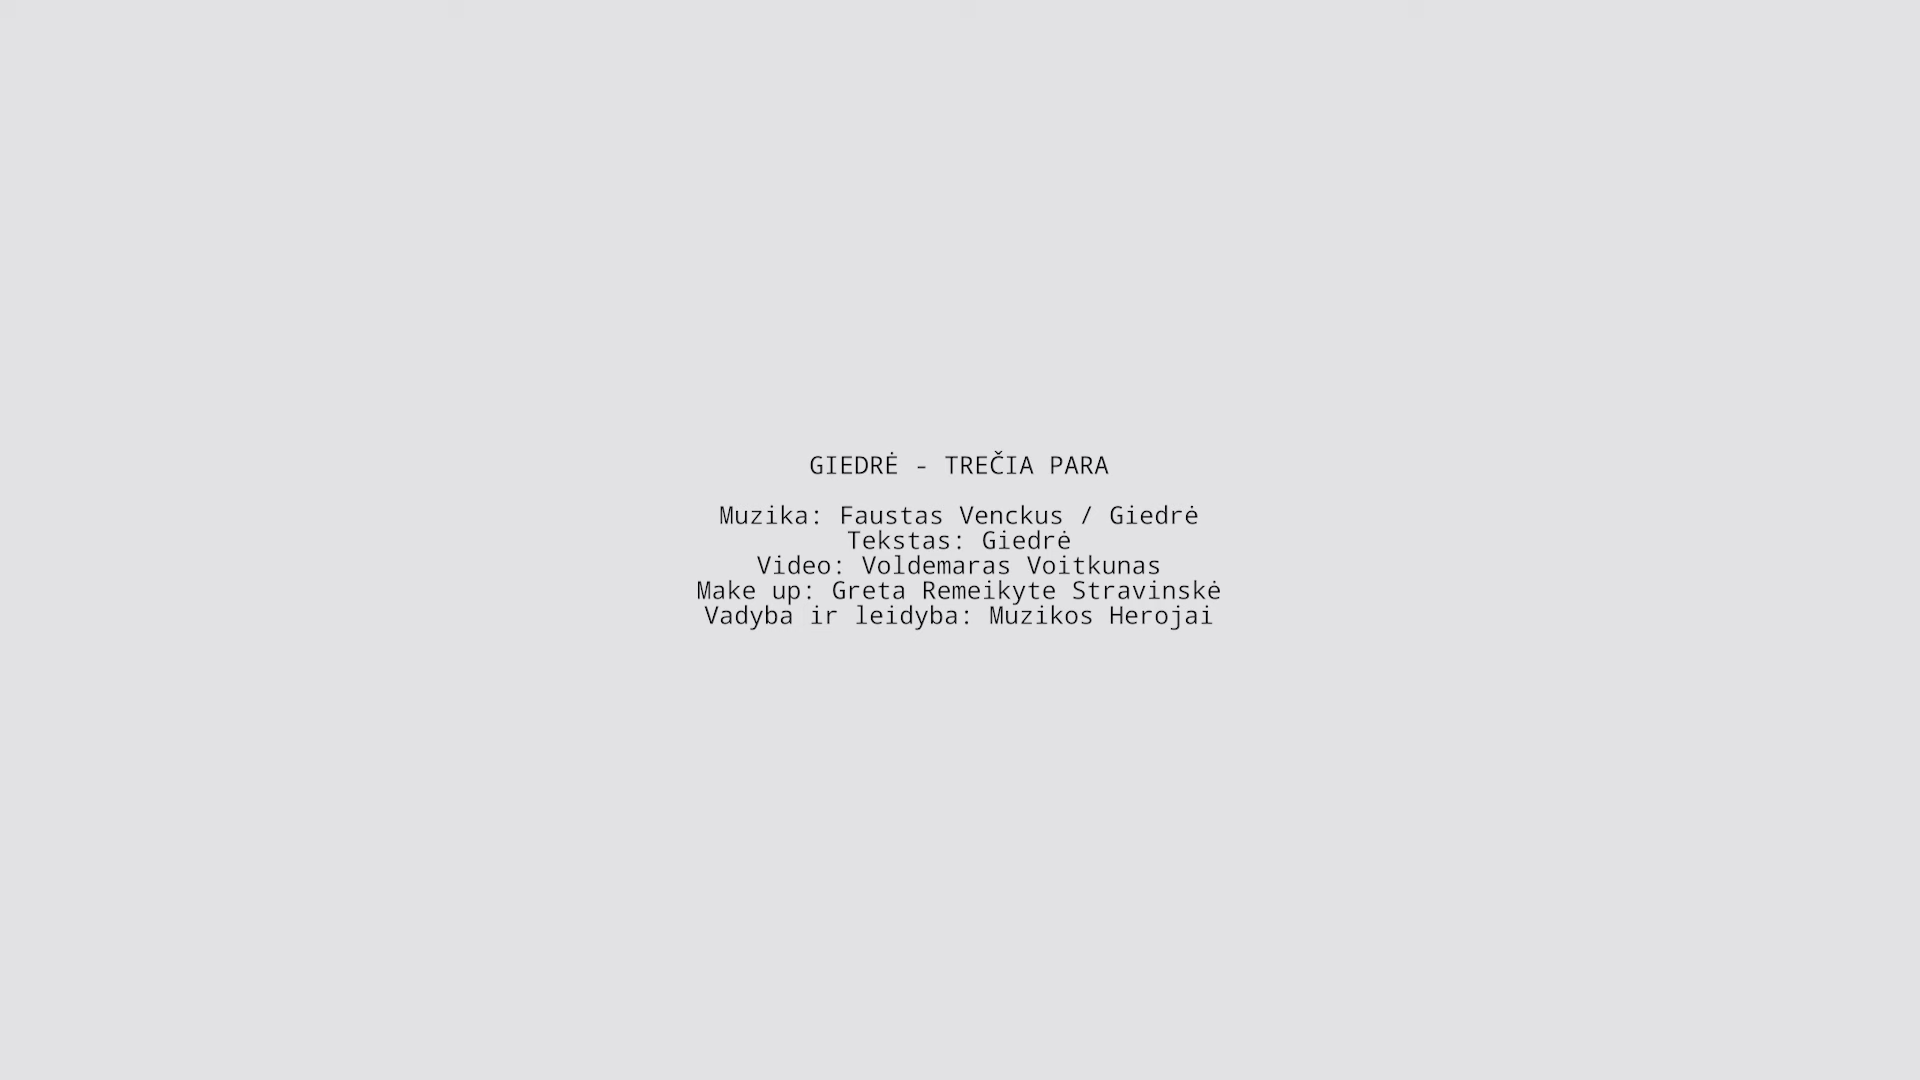 GIEDRĖ - TREČIA PARA
Muzika: Faustas Venckus / Giedrė
Tekstas: Giedrė
Video: Voldemaras Voitkunas
Make up: Greta Remeikyte Stravinskė
Vadyba ir leidyba: Muzikos Herojai